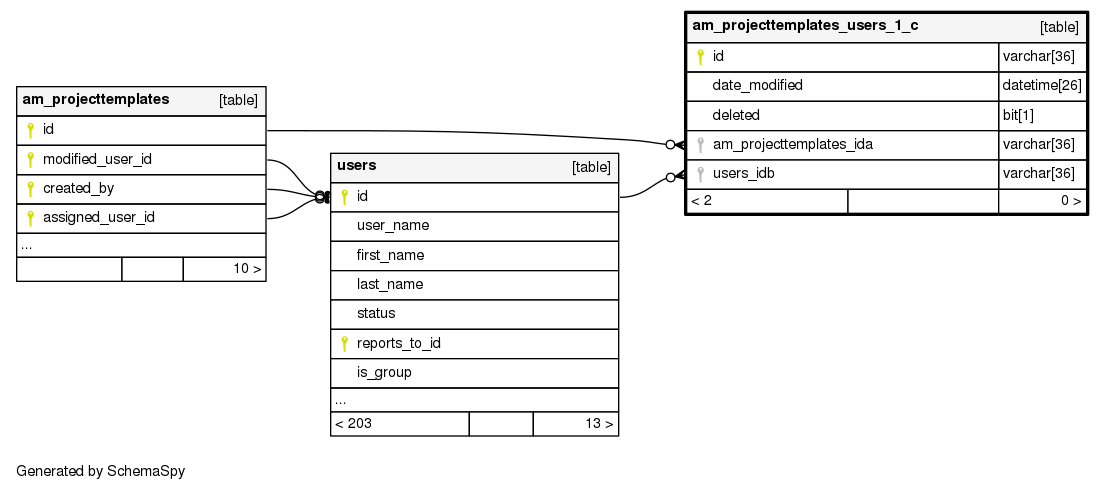 am_projecttemplates_users_1_c [table]
id varchar[36]
date_modified datetime[26]
deleted bit[1]
am_projecttemplates_ida varchar[36]
users_idb varchar[36]
< 2 0 >
am_projecttemplates [table]
id
modified_user_id
created_by
assigned_user_id
...
10 >
users [table]
id
user_name
first_name
last_name
status
reports_to_id
is_group
...
< 203 13 >
Generated by SchemaSpy